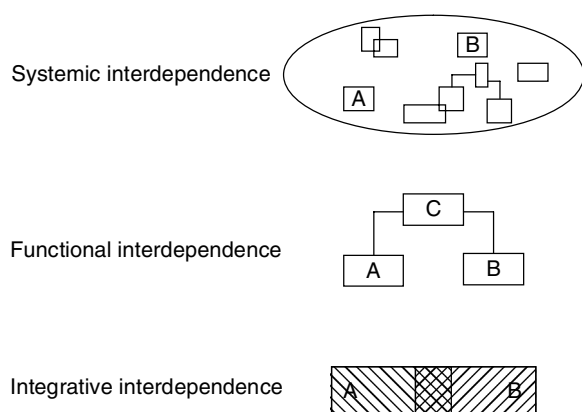 B
Systemic interdependence
A
C
Functional interdependence
A B
Integrative interdependence
A B